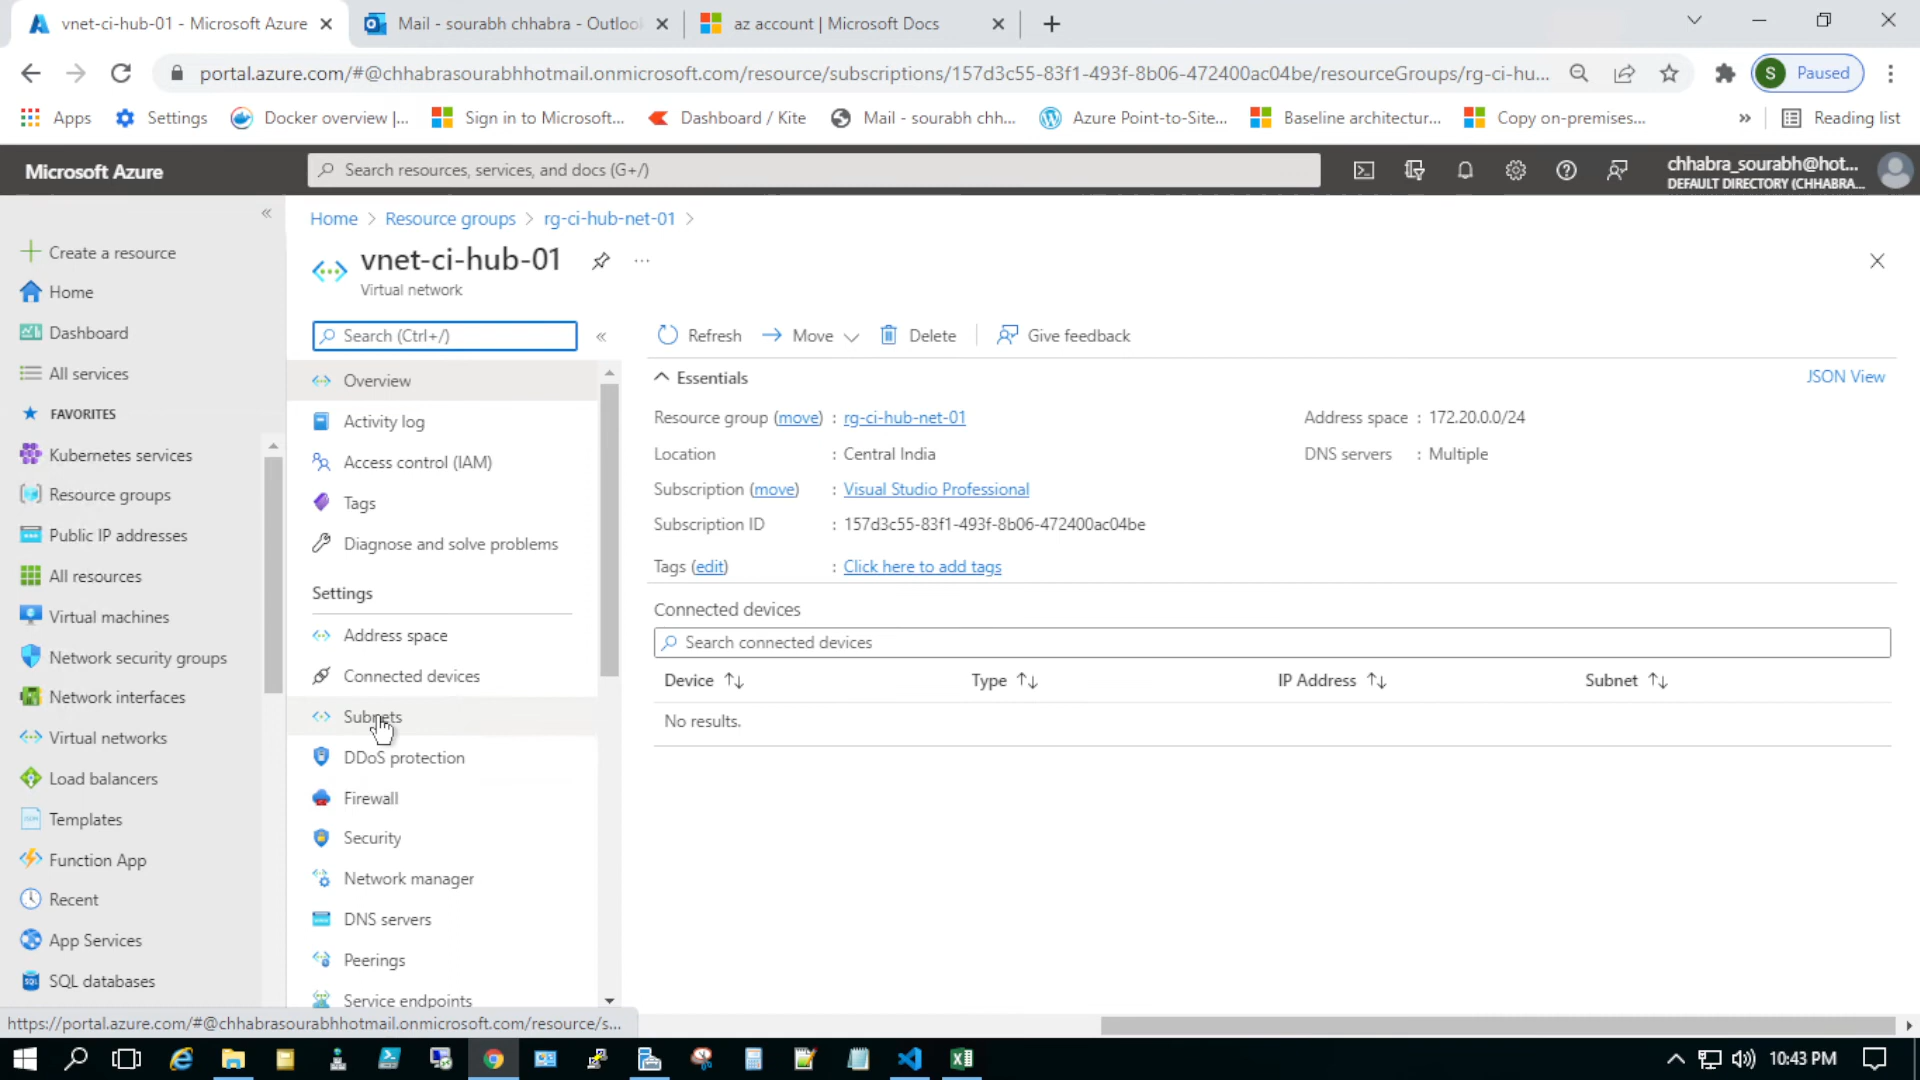 vnet-ci-hub-01 - Microsoft Azure
Mail - sourabh chhabra - Outloo
az account | Microsoft Docs
portal.azure.com/#@chhabrasourabhhotmail.onmicrosoft.com/resource/subscriptions/157d3c55-83f1-493f-8b06-472400ac04be/resourceGroups/rg-ci-hu...
S Paused
Apps
Settings
Docker overview |...
Sign in to Microsoft...
Dashboard / Kite
Mail - sourabh chh...
Azure Point-to-Site...
Baseline architectur...
Copy on-premises...
»
Reading list
Microsoft Azure
Search resources, services, and docs (G+/)
chhabra_sourabh@hot...
DEFAULT DIRECTORY (CHHABRA...
Home > Resource groups > rg-ci-hub-net-01 >
«
Create a resource
Home
Dashboard
All services
FAVORITES
Kubernetes services
Resource groups
Public IP addresses
All resources
Virtual machines
Network security groups
Network interfaces
Virtual networks
Load balancers
Templates
Function App
Recent
App Services
SQL databases
vnet-ci-hub-01
...
Virtual network
Search (Ctrl+/)
«
Overview
Activity log
Access control (IAM)
Tags
Diagnose and solve problems
Settings
Address space
Connected devices
Subnets
DDoS protection
Firewall
Security
Network manager
DNS servers
Peerings
Service endpoints
Refresh
Move
Delete
Give feedback
Essentials
JSON View
Resource group (move) : rg-ci-hub-net-01
Location : Central India
Subscription (move) : Visual Studio Professional
Subscription ID : 157d3c55-83f1-493f-8b06-472400ac04be
Tags (edit) : Click here to add tags
Address space : 172.20.0.0/24
DNS servers : Multiple
Connected devices
Search connected devices
Device ↑↓ Type ↑↓ IP Address ↑↓ Subnet ↑↓
No results.
https://portal.azure.com/#@chhabrasourabhhotmail.onmicrosoft.com/resource/s...
10:43 PM